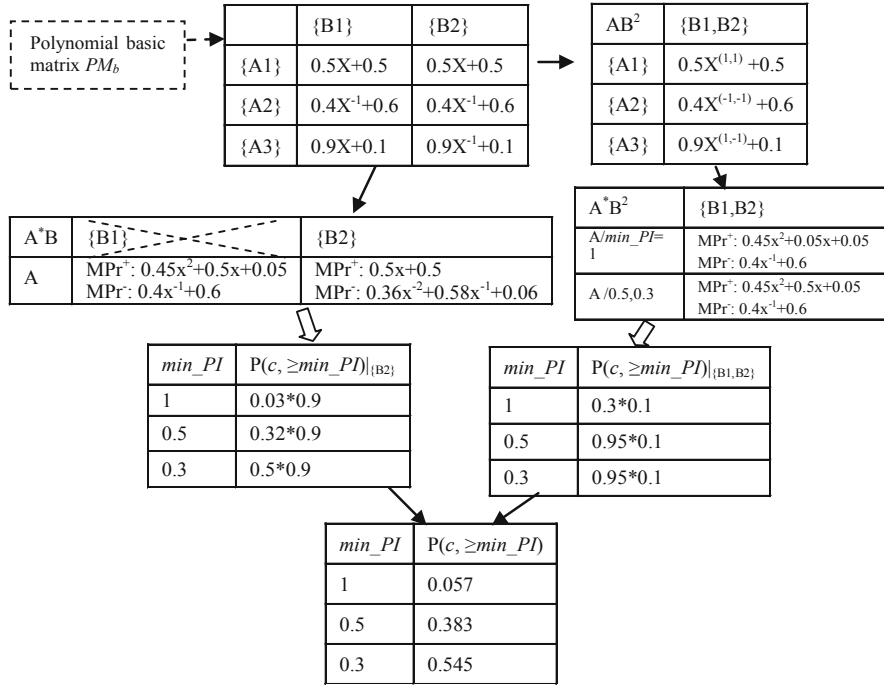 Polynomial basic
matrix PM_b
{B1} {B2}
{A1} 0.5X+0.5 0.5X+0.5
{A2} 0.4X⁻¹+0.6 0.4X⁻¹+0.6
{A3} 0.9X+0.1 0.9X⁻¹+0.1
AB² {B1,B2}
{A1} 0.5X⁽¹,¹⁾ +0.5
{A2} 0.4X⁽⁻¹,⁻¹⁾ +0.6
{A3} 0.9X⁽¹,⁻¹⁾+0.1
A*B {B1} {B2}
A MPr⁺: 0.45x²+0.5x+0.05 MPr⁺: 0.5x+0.5
MPr⁻: 0.4x⁻¹+0.6 MPr⁻: 0.36x⁻²+0.58x⁻¹+0.06
A*B² {B1,B2}
A/min_PI= MPr⁺: 0.45x²+0.05x+0.05
1 MPr⁻: 0.4x⁻¹+0.6
A /0.5,0.3 MPr⁺: 0.45x²+0.5x+0.05
MPr⁻: 0.4x⁻¹+0.6
min_PI P(c, ≥min_PI)|{B2}
1 0.03*0.9
0.5 0.32*0.9
0.3 0.5*0.9
min_PI P(c, ≥min_PI)|{B1,B2}
1 0.3*0.1
0.5 0.95*0.1
0.3 0.95*0.1
min_PI P(c, ≥min_PI)
1 0.057
0.5 0.383
0.3 0.545